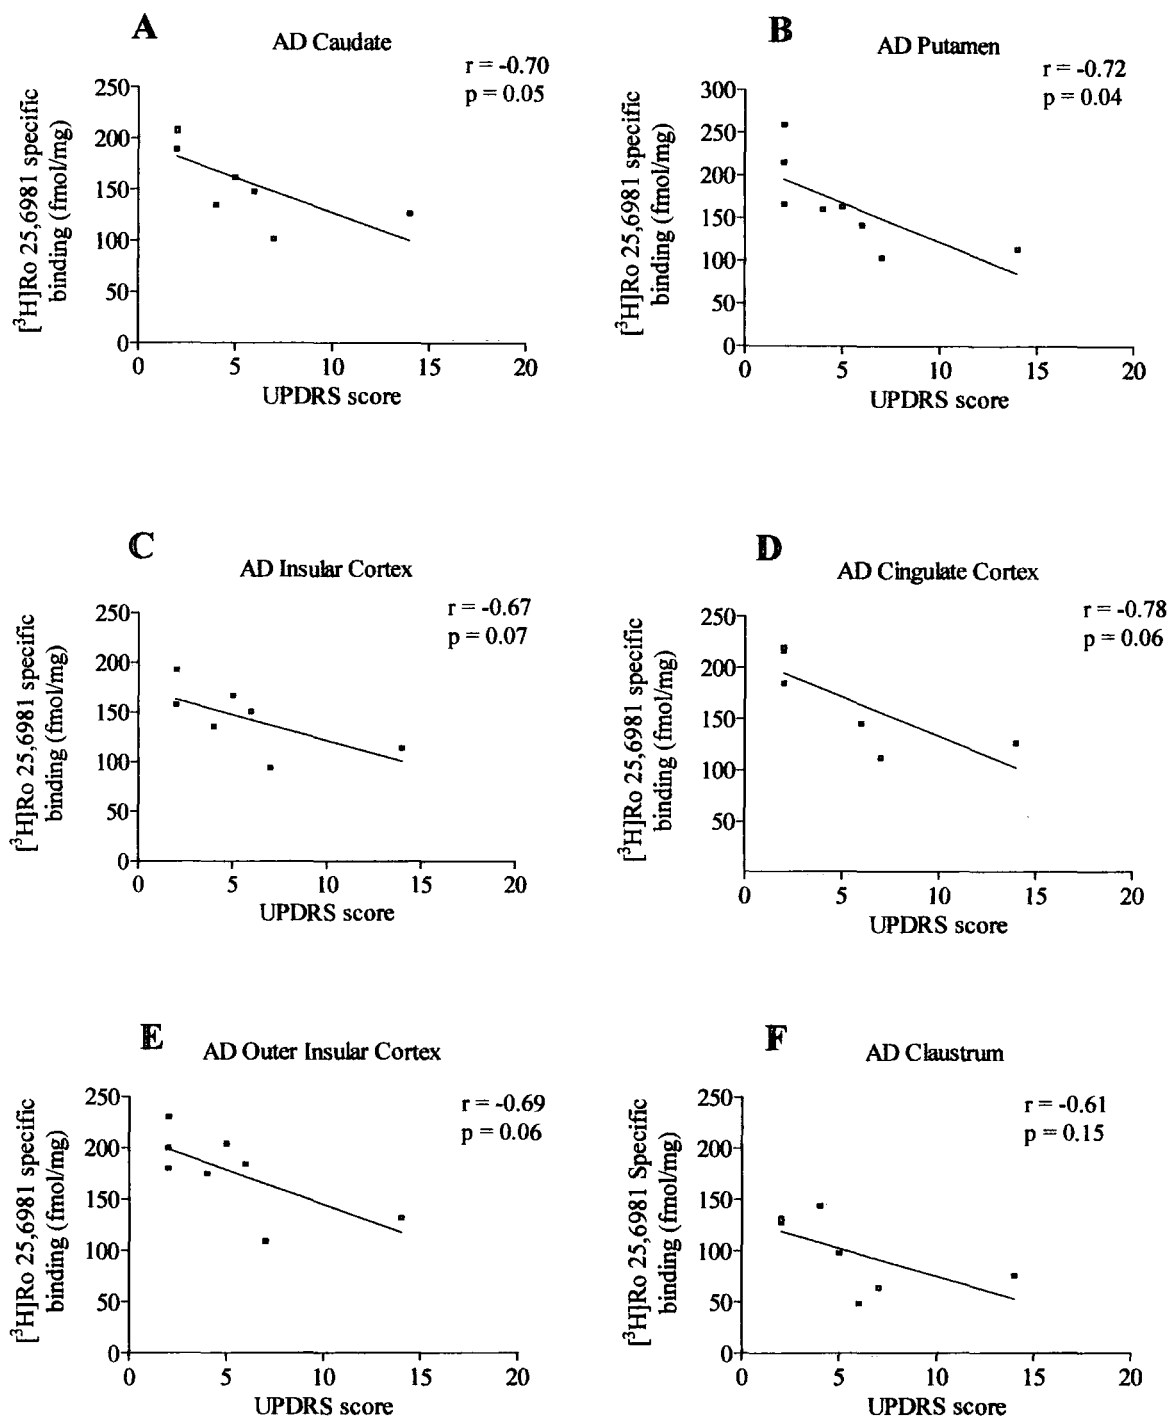 A
AD Caudate
r = -0.70
p = 0.05
[³H]Ro 25,6981 specific
binding (fmol/mg)
250
200
150
100
50
0
0 5 10 15 20
UPDRS score
B
AD Putamen
r = -0.72
p = 0.04
[³H]Ro 25,6981 specific
binding (fmol/mg)
300
250
200
150
100
50
0
0 5 10 15 20
UPDRS score
C
AD Insular Cortex
r = -0.67
p = 0.07
[³H]Ro 25,6981 specific
binding (fmol/mg)
250
200
150
100
50
0
0 5 10 15 20
UPDRS score
D
AD Cingulate Cortex
r = -0.78
p = 0.06
[³H]Ro 25,6981 specific
binding (fmol/mg)
250
200
150
100
50
0 5 10 15 20
UPDRS score
E
AD Outer Insular Cortex
r = -0.69
p = 0.06
[³H]Ro 25,6981 specific
binding (fmol/mg)
250
200
150
100
50
0
0 5 10 15 20
UPDRS score
F
AD Claustrum
r = -0.61
p = 0.15
[³H]Ro 25,6981 Specific
binding (fmol/mg)
250
200
150
100
50
0
0 5 10 15 20
UPDRS score